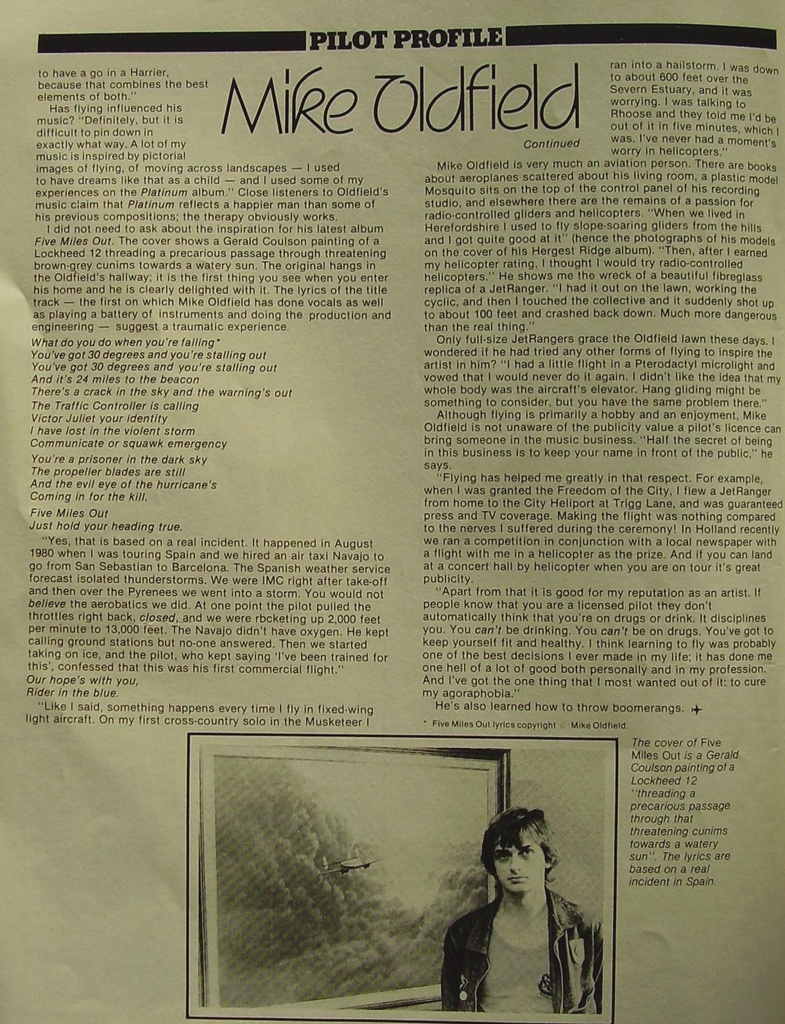 PILOT PROFILE
Mike Oldfield
Continued
to have a go in a Harrier,
because that combines the best
elements of both."
Has flying influenced his
music? "Definitely, but it is
difficult to pin down in
exactly what way. A lot of my
music is inspired by pictorial
images of flying, of moving across landscapes — I used
to have dreams like that as a child — and I used some of my
experiences on the Platinum album." Close listeners to Oldfield's
music claim that Platinum reflects a happier man than some of
his previous compositions; the therapy obviously works.
I did not need to ask about the inspiration for his latest album
Five Miles Out. The cover shows a Gerald Coulson painting of a
Lockheed 12 threading a precarious passage through threatening
brown-grey cunims towards a watery sun. The original hangs in
the Oldfield's hallway; it is the first thing you see when you enter
his home and he is clearly delighted with it. The lyrics of the title
track — the first on which Mike Oldfield has done vocals as well
as playing a battery of instruments and doing the production and
engineering — suggest a traumatic experience.
What do you do when you're falling*
You've got 30 degrees and you're stalling out
You've got 30 degrees and you're stalling out
And it's 24 miles to the beacon
There's a crack in the sky and the warning's out
The Traffic Controller is calling
Victor Juliet your identity
I have lost in the violent storm
Communicate or squawk emergency
You're a prisoner in the dark sky
The propeller blades are still
And the evil eye of the hurricane's
Coming in for the kill.
Five Miles Out
Just hold your heading true.
"Yes, that is based on a real incident. It happened in August
1980 when I was touring Spain and we hired an air taxi Navajo to
go from San Sebastian to Barcelona. The Spanish weather service
forecast isolated thunderstorms. We were IMC right after take-off
and then over the Pyrenees we went into a storm. You would not
believe the aerobatics we did. At one point the pilot pulled the
throttles right back, closed, and we were rocketing up 2,000 feet
per minute to 13,000 feet. The Navajo didn't have oxygen. He kept
calling ground stations but no-one answered. Then we started
taking on ice, and the pilot, who kept saying 'I've been trained for
this', confessed that this was his first commercial flight."
Our hope's with you,
Rider in the blue.
"Like I said, something happens every time I fly in fixed-wing
light aircraft. On my first cross-country solo in the Musketeer I
ran into a hailstorm. I was down
to about 600 feet over the
Severn Estuary, and it was
worrying. I was talking to
Rhoose and they told me I'd be
out of it in five minutes, which I
was. I've never had a moment's
worry in helicopters."
Mike Oldfield is very much an aviation person. There are books
about aeroplanes scattered about his living room, a plastic model
Mosquito sits on the top of the control panel of his recording
studio, and elsewhere there are the remains of a passion for
radio-controlled gliders and helicopters. "When we lived in
Herefordshire I used to fly slope-soaring gliders from the hills
and I got quite good at it" (hence the photographs of his models
on the cover of his Hergest Ridge album). "Then, after I earned
my helicopter rating, I thought I would try radio-controlled
helicopters." He shows me the wreck of a beautiful fibreglass
replica of a JetRanger. "I had it out on the lawn, working the
cyclic, and then I touched the collective and it suddenly shot up
to about 100 feet and crashed back down. Much more dangerous
than the real thing."
Only full-size JetRangers grace the Oldfield lawn these days. I
wondered if he had tried any other forms of flying to inspire the
artist in him? "I had a little flight in a Pterodactyl microlight and
vowed that I would never do it again. I didn't like the idea that my
whole body was the aircraft's elevator. Hang gliding might be
something to consider, but you have the same problem there."
Although flying is primarily a hobby and an enjoyment, Mike
Oldfield is not unaware of the publicity value a pilot's licence can
bring someone in the music business. "Half the secret of being
in this business is to keep your name in front of the public," he
says.
"Flying has helped me greatly in that respect. For example,
when I was granted the Freedom of the City, I flew a JetRanger
from home to the City Heliport at Trigg Lane, and was guaranteed
press and TV coverage. Making the flight was nothing compared
to the nerves I suffered during the ceremony! In Holland recently
we ran a competition in conjunction with a local newspaper with
a flight with me in a helicopter as the prize. And if you can land
at a concert hall by helicopter when you are on tour it's great
publicity.
"Apart from that it is good for my reputation as an artist. If
people know that you are a licensed pilot they don't
automatically think that you're on drugs or drink. It disciplines
you. You can't be drinking. You can't be on drugs. You've got to
keep yourself fit and healthy. I think learning to fly was probably
one of the best decisions I ever made in my life; it has done me
one hell of a lot of good both personally and in my profession.
And I've got the one thing that I most wanted out of it: to cure
my agoraphobia."
He's also learned how to throw boomerangs.
* Five Miles Out lyrics copyright © Mike Oldfield.
The cover of Five
Miles Out is a Gerald
Coulson painting of a
Lockheed 12
"threading a
precarious passage
through that
threatening cunims
towards a watery
sun". The lyrics are
based on a real
incident in Spain.